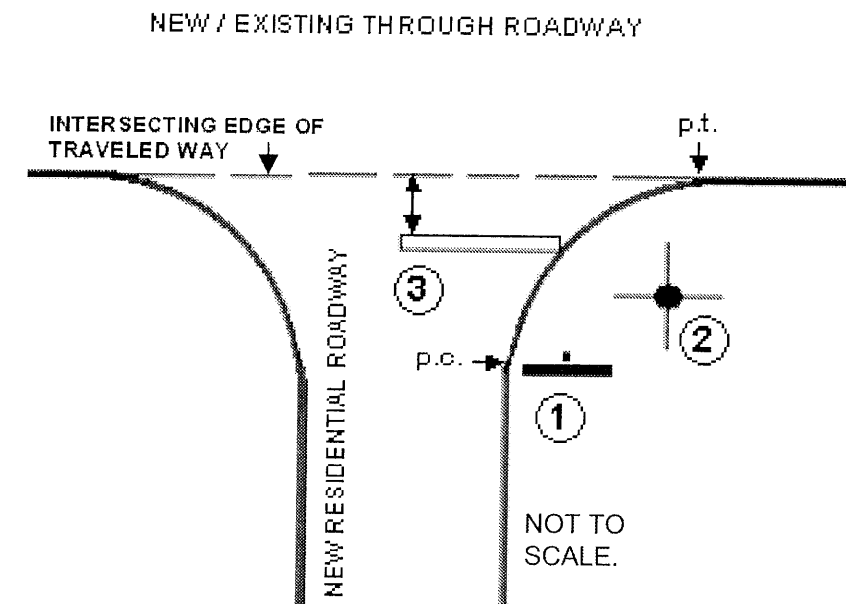 NEW / EXISTING THROUGH ROADWAY
INTERSECTING EDGE OF
TRAVELED WAY
p.t.
3
2
p.c.
1
NEW RESIDENTIAL ROADWAY
NOT TO
SCALE.